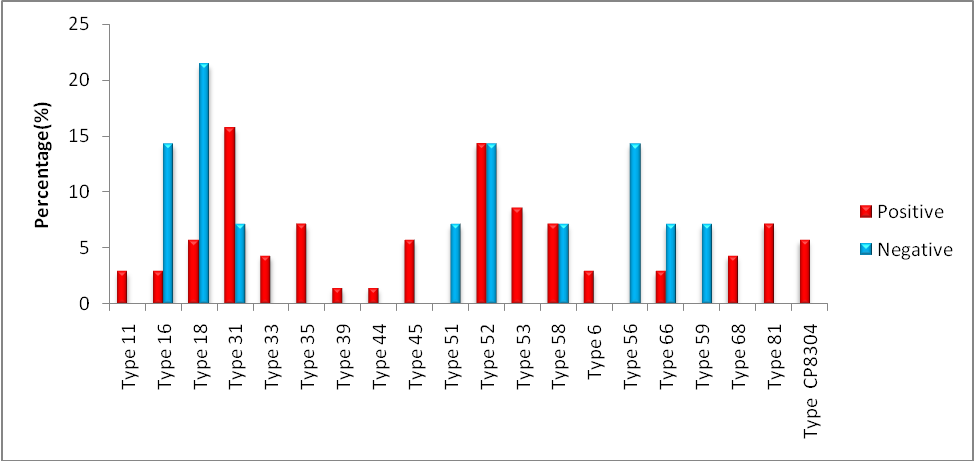 Percentage(%)
25
20
15
10
5
0
Type 11
Type 16
Type 18
Type 31
Type 33
Type 35
Type 39
Type 44
Type 45
Type 51
Type 52
Type 53
Type 58
Type 6
Type 56
Type 66
Type 59
Type 68
Type 81
Type CP8304
Positive
Negative